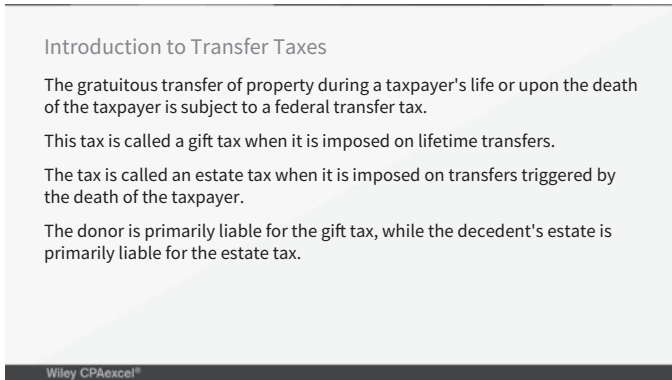 Introduction to Transfer Taxes
The gratuitous transfer of property during a taxpayer's life or upon the death
of the taxpayer is subject to a federal transfer tax.
This tax is called a gift tax when it is imposed on lifetime transfers.
The tax is called an estate tax when it is imposed on transfers triggered by
the death of the taxpayer.
The donor is primarily liable for the gift tax, while the decedent's estate is
primarily liable for the estate tax.
Wiley CPAexcel®